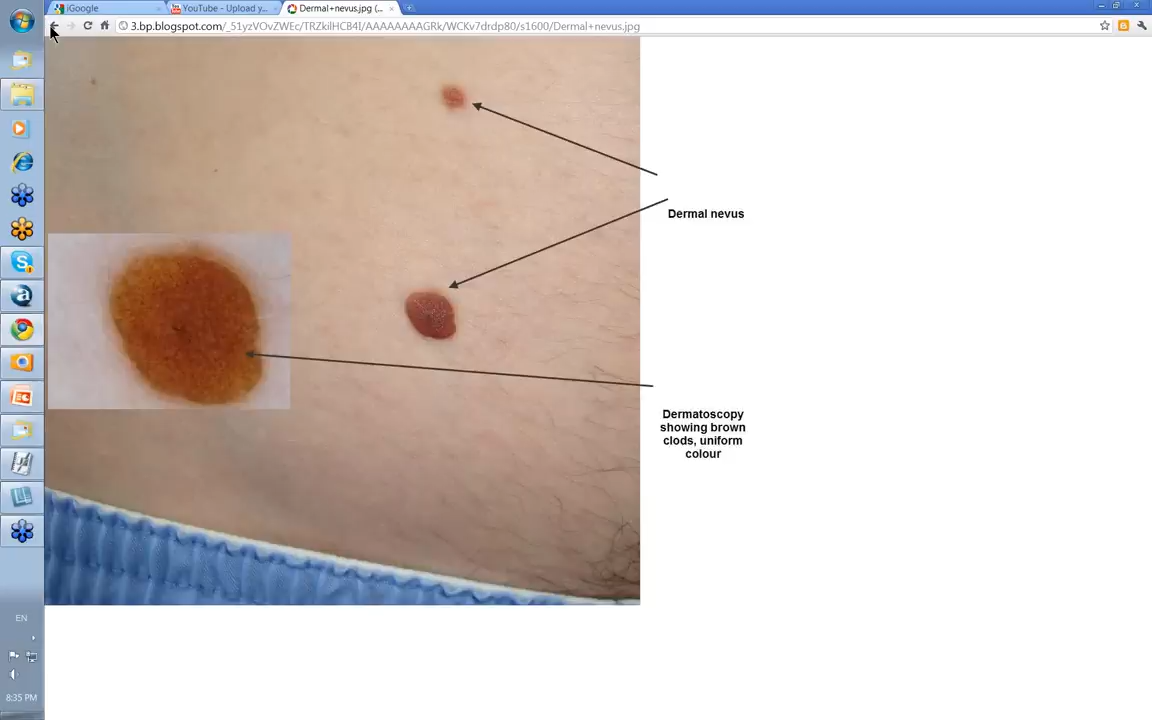 iGoogle
YouTube - Upload y...
Dermal+nevus.jpg (...
3.bp.blogspot.com/_51yzVOvZWEc/TRZkilHCB4I/AAAAAAAAGRk/WCKv7drdp80/s1600/Dermal+nevus.jpg
Dermal nevus
Dermatoscopy
showing brown
clods, uniform
colour
EN
8:35 PM